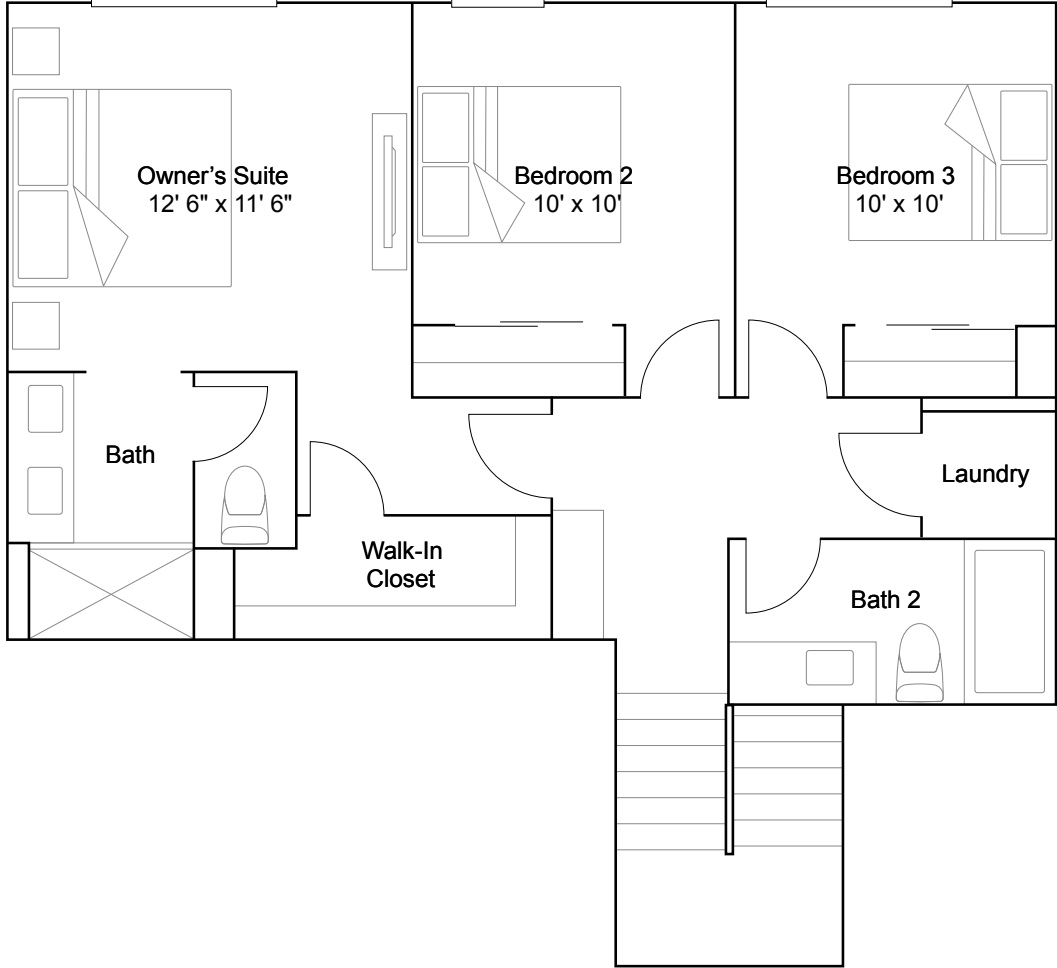 Owner’s Suite
12' 6" x 11' 6"
Bedroom 2
10' x 10'
Bedroom 3
10' x 10'
Bath
Laundry
Walk-In
Closet
Bath 2